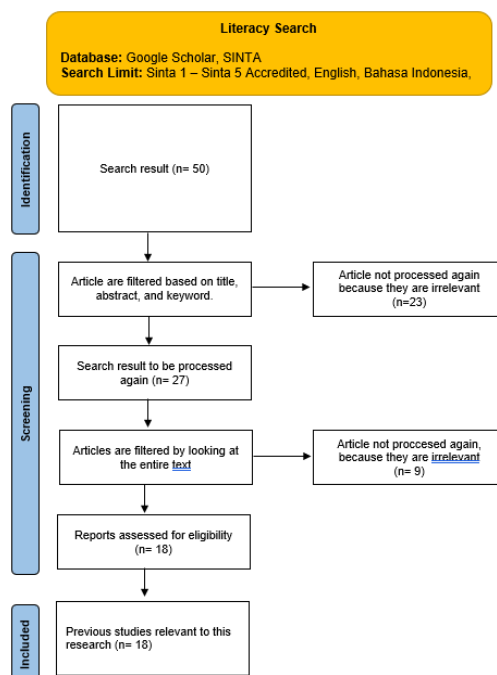 Literacy Search
Database: Google Scholar, SINTA
Search Limit: Sinta 1 – Sinta 5 Accredited, English, Bahasa Indonesia,
Identification
Search result (n= 50)
Screening
Article are filtered based on title,
abstract, and keyword.
Article not processed again
because they are irrelevant
(n=23)
Search result to be processed
again (n= 27)
Articles are filtered by looking at
the entire text
Article not proccesed again,
because they are irrelevant
(n= 9)
Reports assessed for eligibility
(n= 18)
Included
Previous studies relevant to this
research (n= 18)